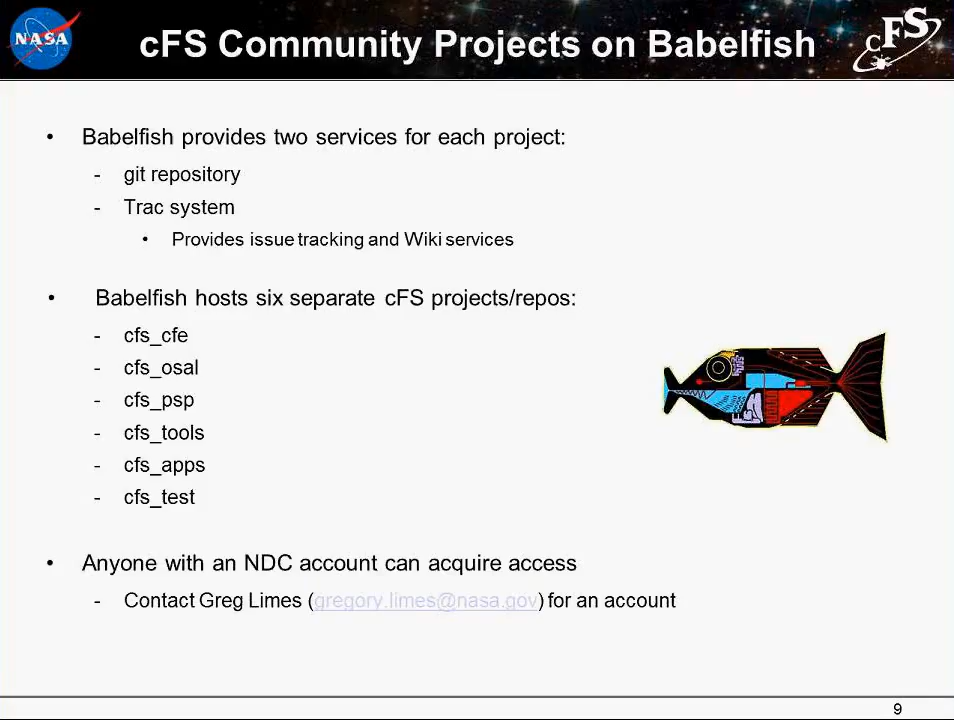 NASA
cFS Community Projects on Babelfish
cFS
• Babelfish provides two services for each project:
- git repository
- Trac system
• Provides issue tracking and Wiki services
• Babelfish hosts six separate cFS projects/repos:
- cfs_cfe
- cfs_osal
- cfs_psp
- cfs_tools
- cfs_apps
- cfs_test
• Anyone with an NDC account can acquire access
- Contact Greg Limes (gregory.limes@nasa.gov) for an account
9